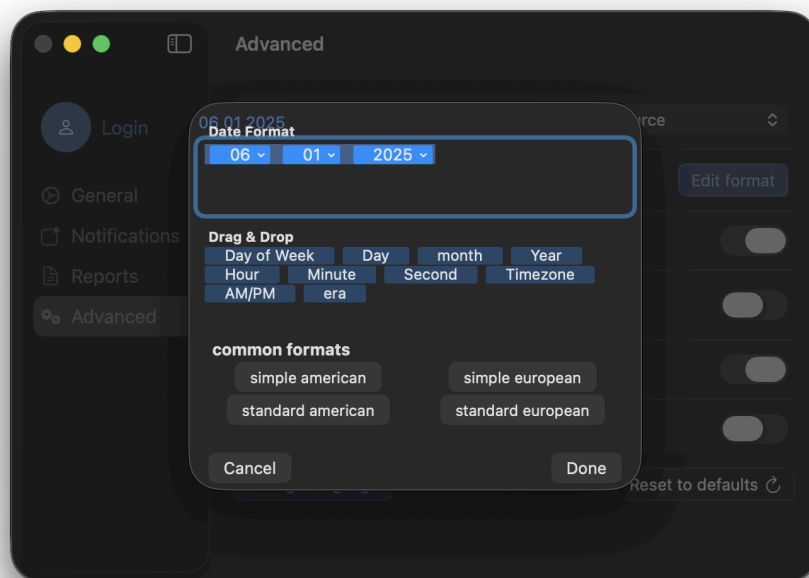 Advanced
Login
General
Notifications
Reports
Advanced
06 01 2025
Date Format
06 01 2025
Edit format
Drag & Drop
Day of Week Day month Year
Hour Minute Second Timezone
AM/PM era
common formats
simple american simple european
standard american standard european
Cancel Done
Reset to defaults